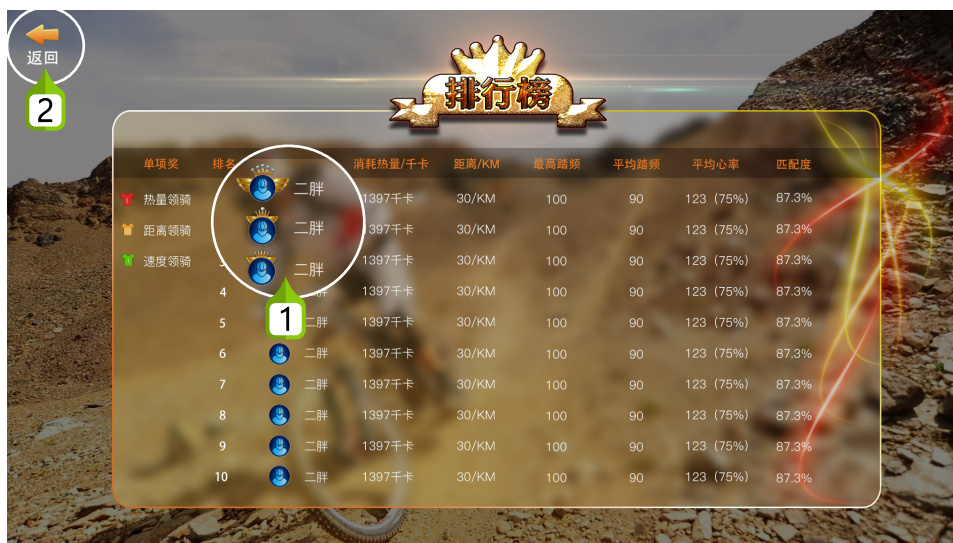 返回
2
排行榜
单项奖 排名 消耗热量/千卡 距离/KM 最高踏频 平均踏频 平均心率 匹配度
热量领骑 二胖 1397千卡 30/KM 100 90 123 (75%) 87.3%
距离领骑 二胖 1397千卡 30/KM 100 90 123 (75%) 87.3%
速度领骑 二胖 1397千卡 30/KM 100 90 123 (75%) 87.3%
4 1397千卡 30/KM 100 90 123 (75%) 87.3%
1
5 二胖 1397千卡 30/KM 100 90 123 (75%) 87.3%
6 二胖 1397千卡 30/KM 100 90 123 (75%) 87.3%
7 二胖 1397千卡 30/KM 100 90 123 (75%) 87.3%
8 二胖 1397千卡 30/KM 100 90 123 (75%) 87.3%
9 二胖 1397千卡 30/KM 100 90 123 (75%) 87.3%
10 二胖 1397千卡 30/KM 100 90 123 (75%) 87.3%